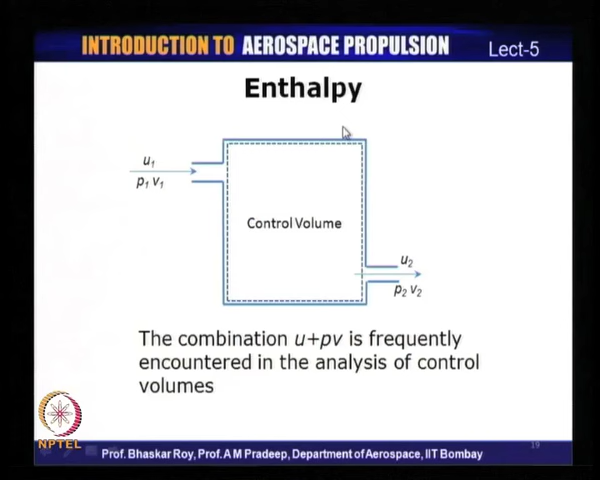 INTRODUCTION TO AEROSPACE PROPULSION
Lect-5
Enthalpy
u1
p1 v1
Control Volume
u2
p2 v2
The combination u+pv is frequently
encountered in the analysis of control
volumes
NPTEL
19
Prof. Bhaskar Roy, Prof. A M Pradeep, Department of Aerospace, IIT Bombay